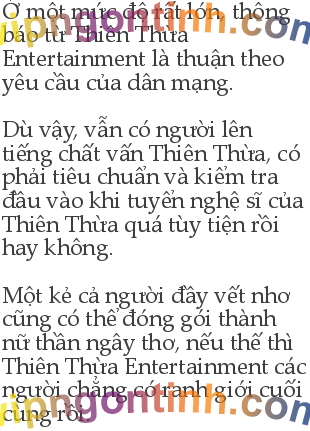 Ở một mức độ rất lớn, thông
báo từ Thiên Thừa
Entertainment là thuận theo
yêu cầu của dân mạng.
Dù vậy, vẫn có người lên
tiếng chất vấn Thiên Thừa, có
phải tiêu chuẩn và kiểm tra
đầu vào khi tuyển nghệ sĩ của
Thiên Thừa quá tùy tiện rồi
hay không.
Một kẻ cả người đầy vết nhơ
cũng có thể đóng gói thành
nữ thần ngây thơ, nếu thế thì
Thiên Thừa Entertainment các
người chẳng có ranh giới cuối
cùng rồi.
vipngontinh.com
vipngontinh.com